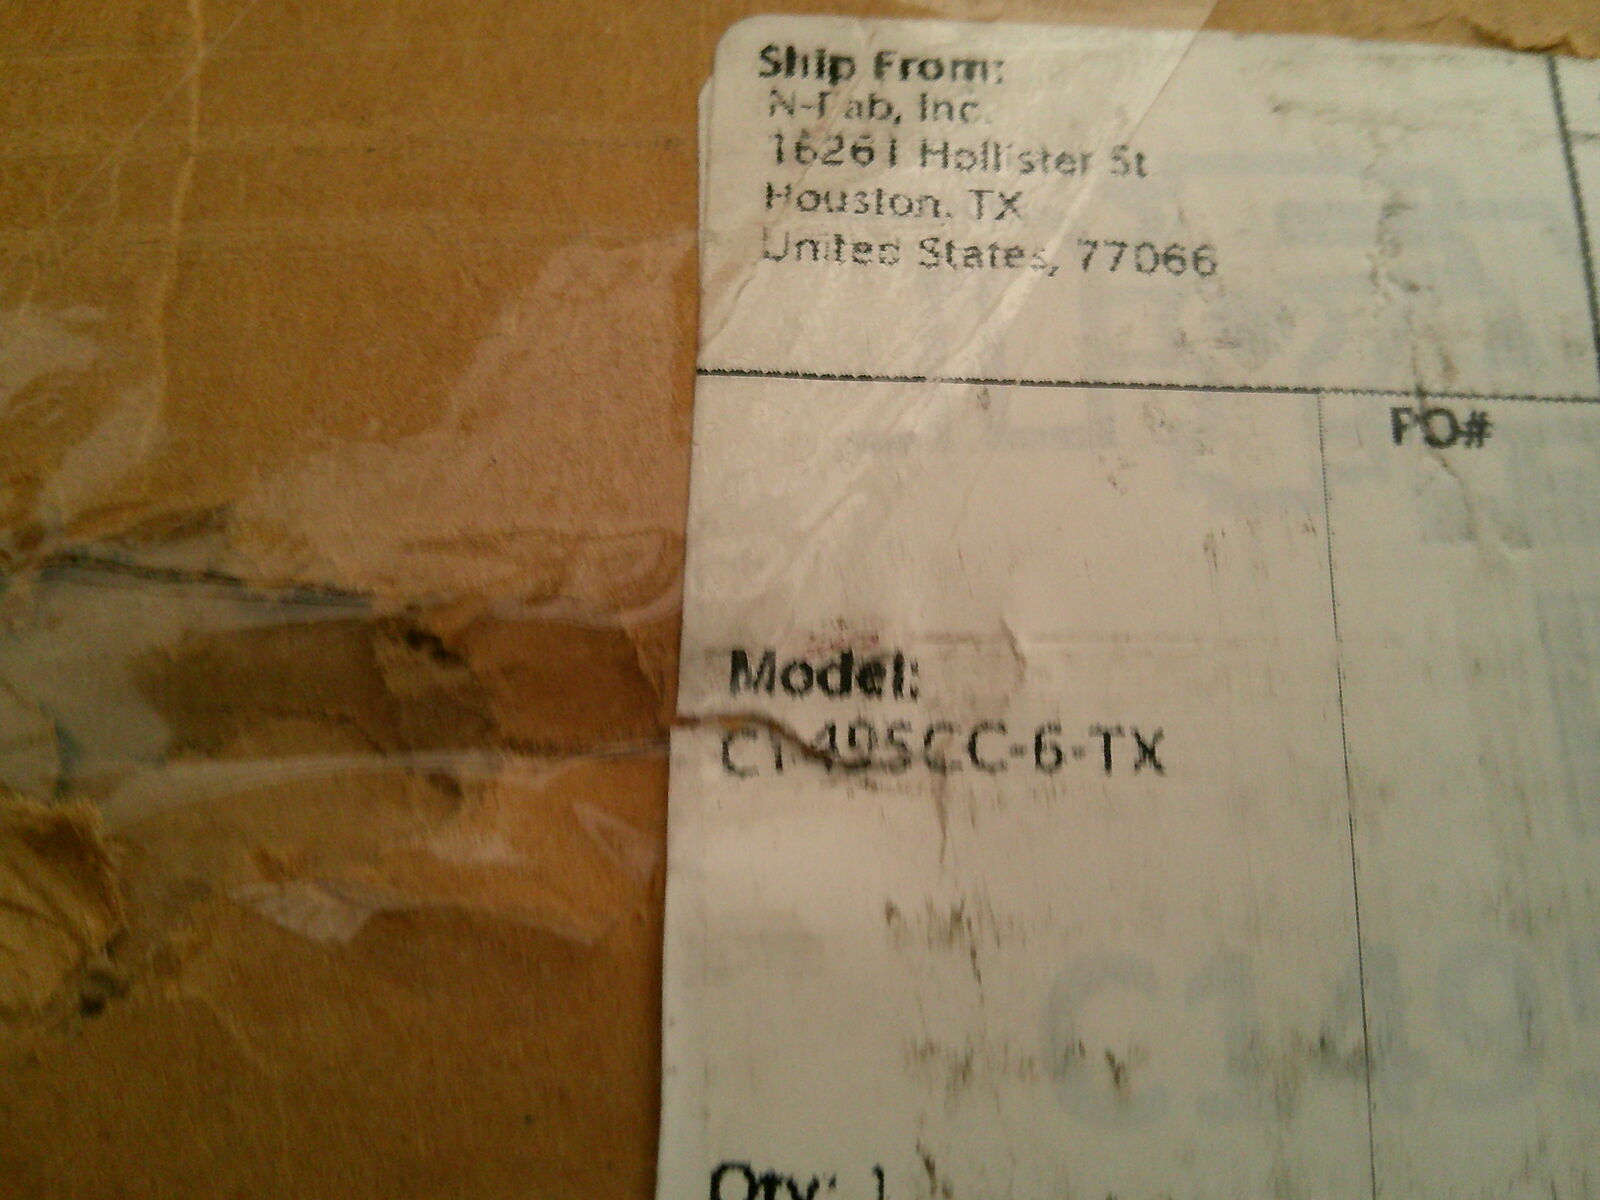 Ship From:
N-Fab, Inc.
16261 Hollister St
Houston, TX
United States, 77066
PO#
Model:
C1495CC-6-TX
C149
Qty: 1